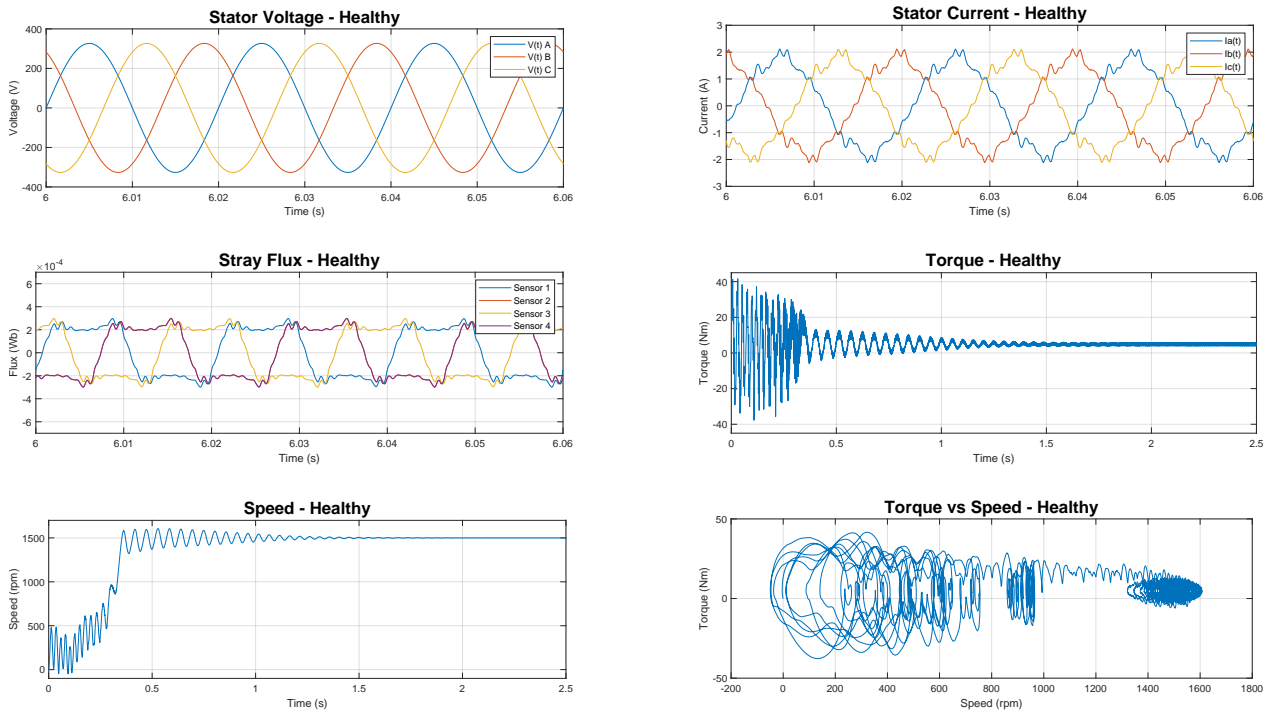 Stator Voltage - Healthy
400
200
0
-200
-400
Voltage (V)
V(t) A
V(t) B
V(t) C
6 6.01 6.02 6.03 6.04 6.05 6.06
Time (s)
Stator Current - Healthy
3
2
1
0
-1
-2
-3
Current (A)
Ia(t)
Ib(t)
Ic(t)
6 6.01 6.02 6.03 6.04 6.05 6.06
Time (s)
Stray Flux - Healthy
×10⁻⁴
6
4
2
0
-2
-4
-6
Flux (Wb)
Sensor 1
Sensor 2
Sensor 3
Sensor 4
6 6.01 6.02 6.03 6.04 6.05 6.06
Time (s)
Torque - Healthy
40
20
0
-20
-40
Torque (Nm)
0 0.5 1 1.5 2 2.5
Time (s)
Speed - Healthy
1500
1000
500
0
Speed (rpm)
0 0.5 1 1.5 2 2.5
Time (s)
Torque vs Speed - Healthy
50
0
-50
Torque (Nm)
-200 0 200 400 600 800 1000 1200 1400 1600 1800
Speed (rpm)